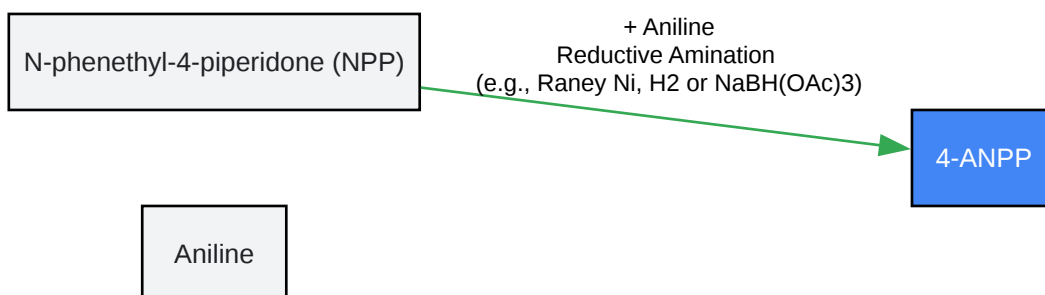 N-phenethyl-4-piperidone (NPP)
+ Aniline
Reductive Amination
(e.g., Raney Ni, H2 or NaBH(OAc)3)
4-ANPP
Aniline